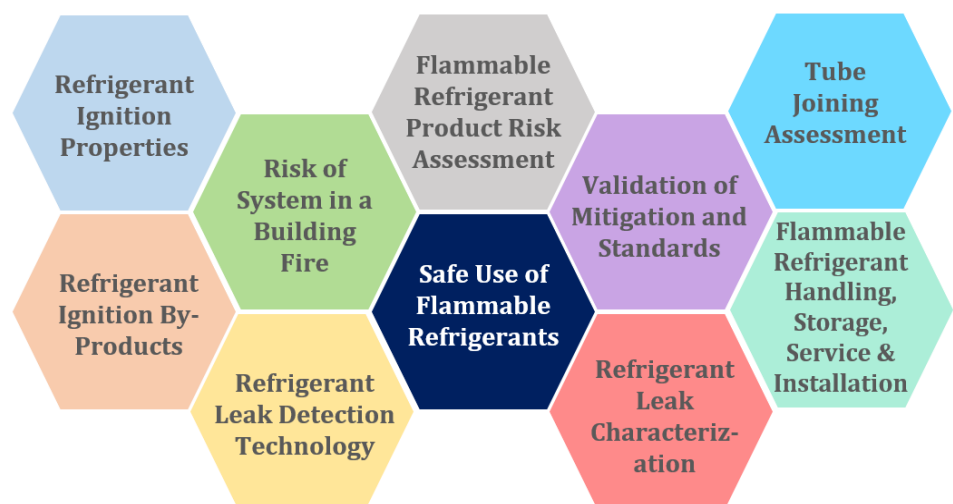 Refrigerant
Ignition
Properties
Flammable
Refrigerant
Product Risk
Assessment
Tube
Joining
Assessment
Risk of
System in a
Building
Fire
Validation of
Mitigation and
Standards
Refrigerant
Ignition By-
Products
Safe Use of
Flammable
Refrigerants
Flammable
Refrigerant
Handling,
Storage,
Service &
Installation
Refrigerant
Leak Detection
Technology
Refrigerant
Leak
Characteriz-
ation